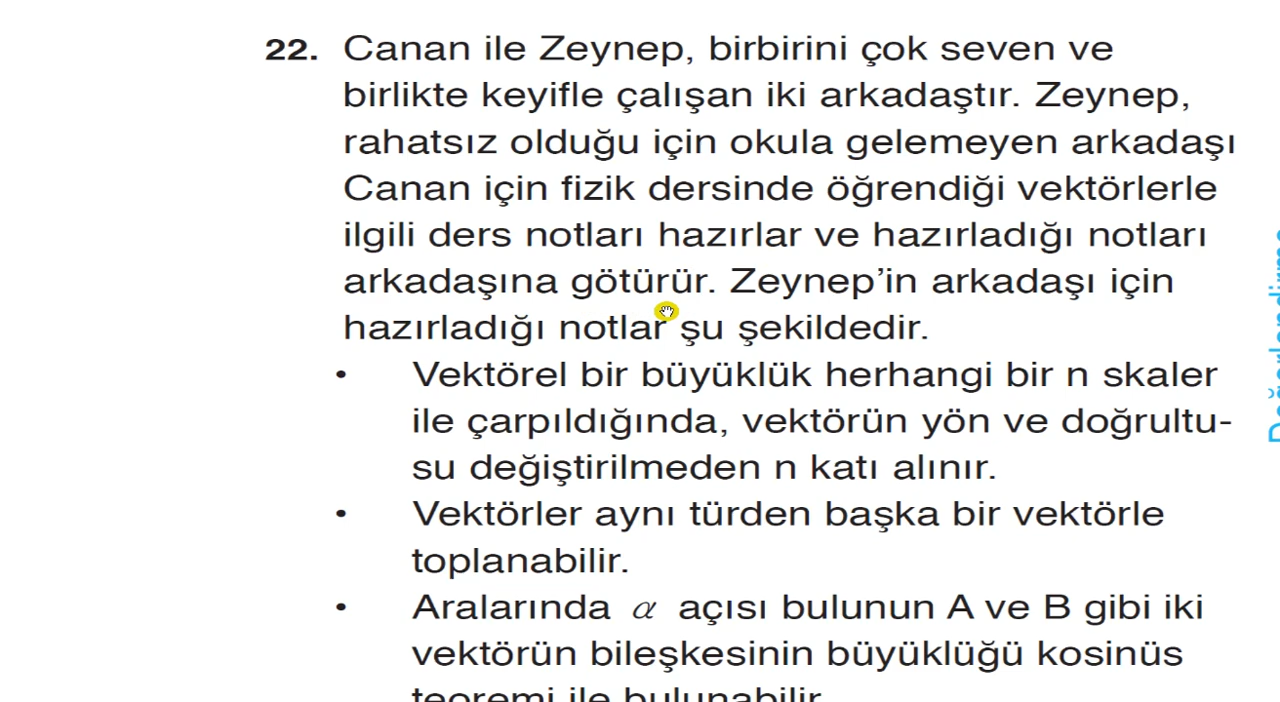 22. Canan ile Zeynep, birbirini çok seven ve
birlikte keyifle çalışan iki arkadaştır. Zeynep,
rahatsız olduğu için okula gelemeyen arkadaşı
Canan için fizik dersinde öğrendiği vektörlerle
ilgili ders notları hazırlar ve hazırladığı notları
arkadaşına götürür. Zeynep’in arkadaşı için
hazırladığı notlar şu şekildedir.
• Vektörel bir büyüklük herhangi bir n skaler
ile çarpıldığında, vektörün yön ve doğrultu-
su değiştirilmeden n katı alınır.
• Vektörler aynı türden başka bir vektörle
toplanabilir.
• Aralarında α açısı bulunun A ve B gibi iki
vektörün bileşkesinin büyüklüğü kosinüs
teoremi ile bulunabilir.